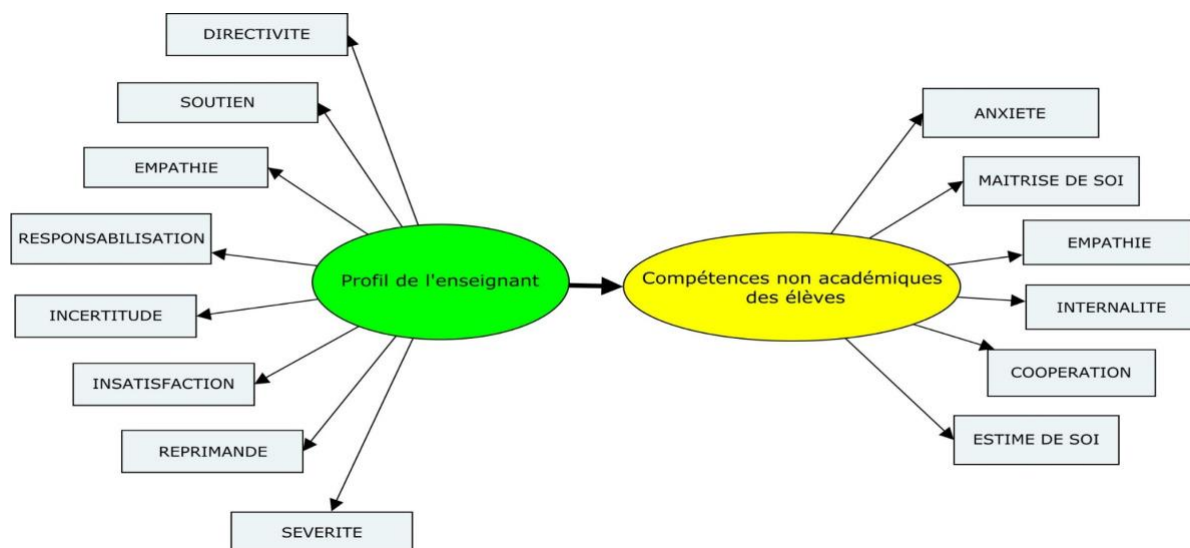 DIRECTIVITE
SOUTIEN
EMPATHIE
RESPONSABILISATION
INCERTITUDE
INSATISFACTION
REPRIMANDE
SEVERITE
Profil de l'enseignant
Compétences non académiques
des élèves
ANXIETE
MAITRISE DE SOI
EMPATHIE
INTERNALITE
COOPERATION
ESTIME DE SOI